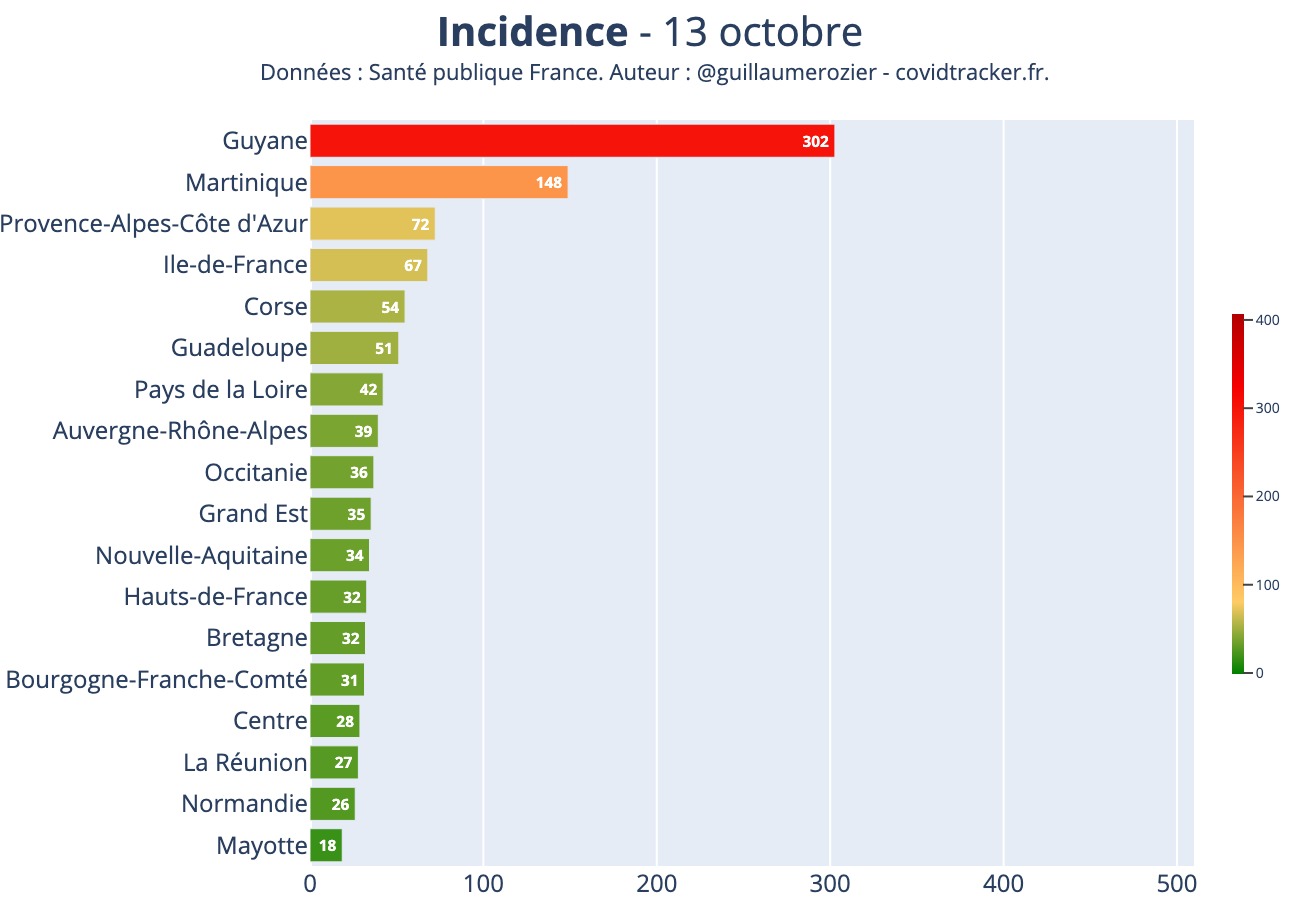 Incidence - 13 octobre
Données : Santé publique France. Auteur : @guillaumerozier - covidtracker.fr.
Guyane 302
Martinique 148
Provence-Alpes-Côte d'Azur 72
Ile-de-France 67
Corse 54
Guadeloupe 51
Pays de la Loire 42
Auvergne-Rhône-Alpes 39
Occitanie 36
Grand Est 35
Nouvelle-Aquitaine 34
Hauts-de-France 32
Bretagne 32
Bourgogne-Franche-Comté 31
Centre 28
La Réunion 27
Normandie 26
Mayotte 18
0 100 200 300 400 500
400
300
200
100
0